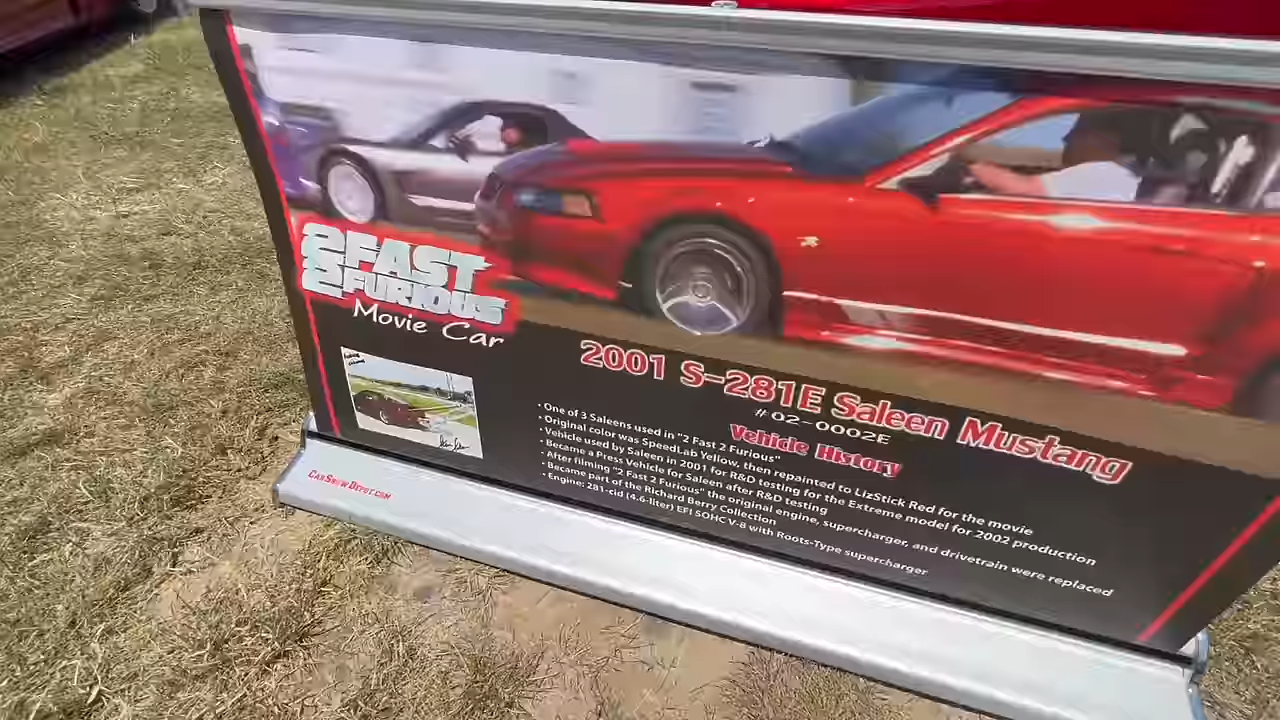 2 FAST
2 FURIOUS
Movie Car
2001 S-281E Saleen Mustang
#02-0002E
Vehicle History
• One of 3 Saleens used in "2 Fast 2 Furious"
• Original color was SpeedLab Yellow, then repainted to LizStick Red for the movie
• Vehicle used by Saleen in 2001 for R&D testing for the Extreme model for 2002 production
• Became a Press Vehicle for Saleen after R&D testing
• After filming "2 Fast 2 Furious" the original engine, supercharger, and drivetrain were replaced
• Became part of the Richard Berry Collection
• Engine: 281-cid (4.6-liter) EFI SOHC V-8 with Roots-Type supercharger
CarShowDepot.com